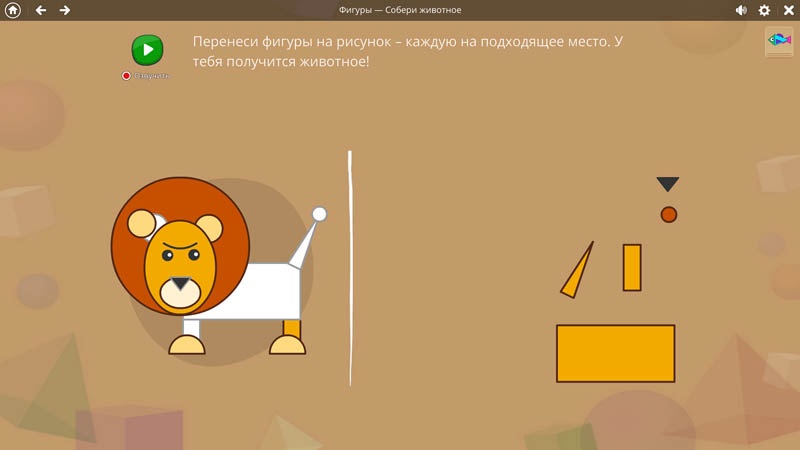 Фигуры — Собери животное
Перенеси фигуры на рисунок – каждую на подходящее место. У
тебя получится животное!
Озвучить